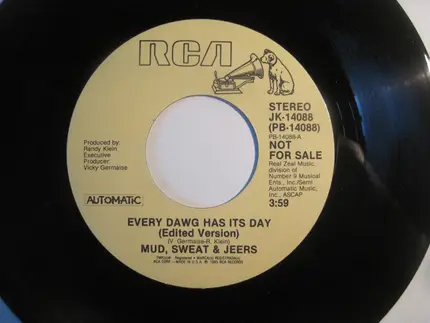 RCA
STEREO
JK-14088
(PB-14088)
PB-14088-A
NOT
FOR SALE
Real Zeal Music,
division of
Number 9 Musical
Ents., Inc/Semi
Automatic Music,
Inc., ASCAP
3:59
Produced by:
Randy Klein
Executive
Producer:
Vicky Germaise
AUTOMATIC
EVERY DAWG HAS ITS DAY
(Edited Version)
(V. Germaise-R. Klein)
MUD, SWEAT & JEERS